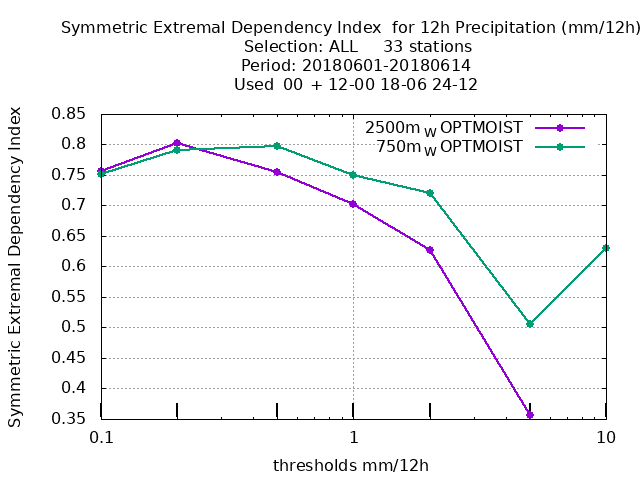 Symmetric Extremal Dependency Index  for 12h Precipitation (mm/12h)
Selection: ALL     33 stations
Period: 20180601-20180614
Used  00  + 12-00 18-06 24-12
Symmetric Extremal Dependency Index
0.85
0.8
0.75
0.7
0.65
0.6
0.55
0.5
0.45
0.4
0.35
2500m W OPTMOIST
750m W OPTMOIST
0.1 1 10
thresholds mm/12h